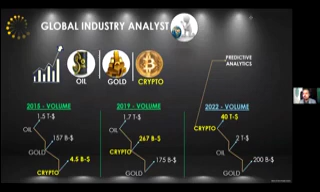 GLOBAL INDUSTRY ANALYST
OIL
GOLD
CRYPTO
PREDICTIVE
ANALYTICS
2018 - VOLUME
1.5 T-$
OIL
157 B-$
GOLD
4.5 B-$
CRYPTO
2019 - VOLUME
1.7 T-$
OIL
267 B-$
CRYPTO
175 B-$
GOLD
2022 - VOLUME
40 T-$
CRYPTO
2 T-$
OIL
200 B-$
GOLD